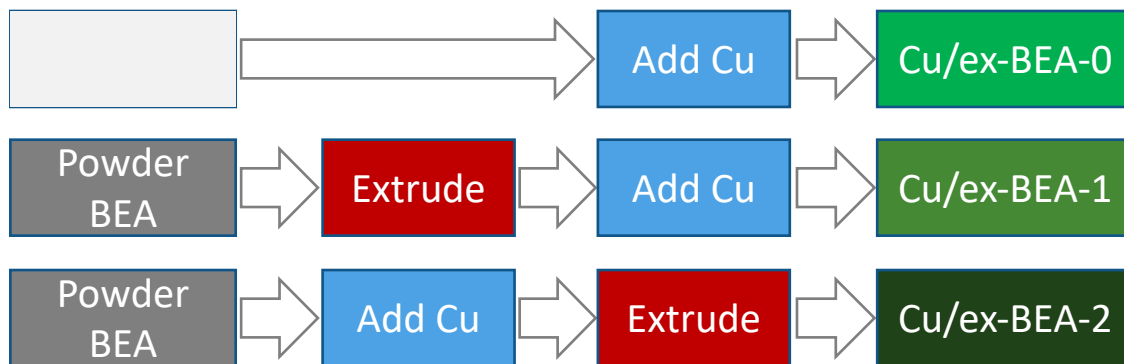 Add Cu
Cu/ex-BEA-0
Powder
BEA
Extrude
Add Cu
Cu/ex-BEA-1
Powder
BEA
Add Cu
Extrude
Cu/ex-BEA-2